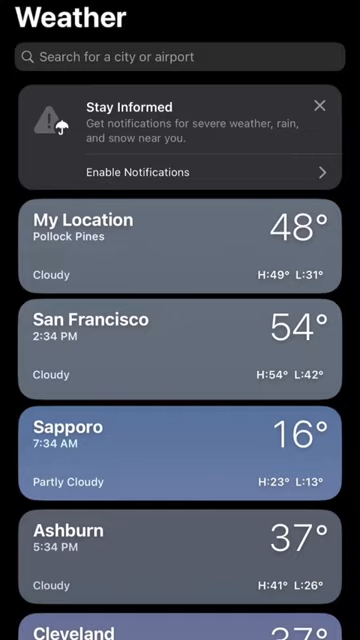 Weather
Search for a city or airport
Stay Informed
Get notifications for severe weather, rain,
and snow near you.
Enable Notifications
My Location
48°
Pollock Pines
Cloudy
H:49° L:31°
San Francisco
54°
2:34 PM
Cloudy
H:54° L:42°
Sapporo
16°
7:34 AM
Partly Cloudy
H:23° L:13°
Ashburn
37°
5:34 PM
Cloudy
H:41° L:26°
Cleveland